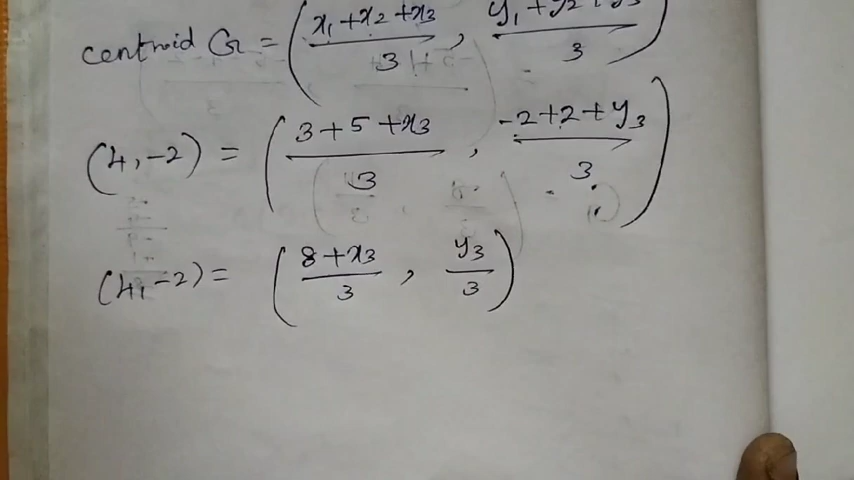 centroid G = ( x₁+x₂+x₃ / 3 , y₁+y₂+y₃ / 3 )
(4,-2) = ( 3+5+x₃ / 3 , -2+2+y₃ / 3 )
(4,-2) = ( 8+x₃ / 3 , y₃ / 3 )